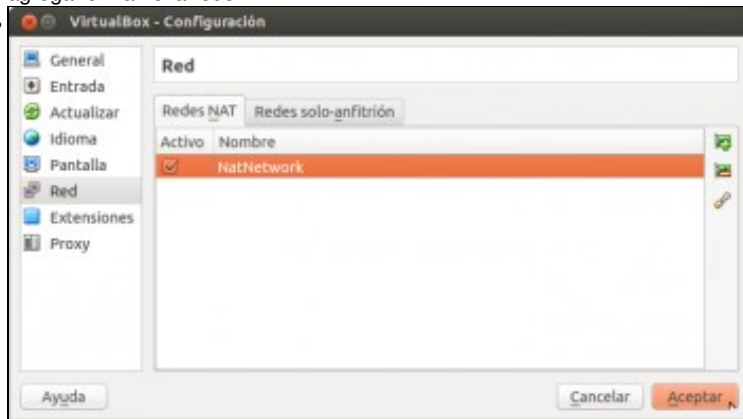 VirtualBox - Configuración
General
Entrada
Actualizar
Idioma
Pantalla
Red
Extensiones
Proxy
Red
Redes NAT Redes solo-anfitrión
Activo Nombre
NatNetwork
Ayuda Cancelar Aceptar